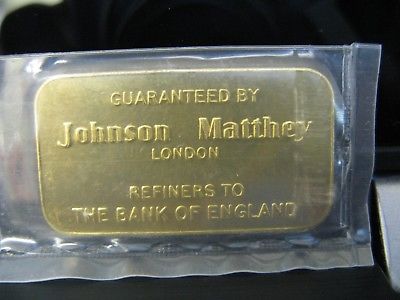 GUARANTEED BY
Johnson Matthey
LONDON
REFINERS TO
THE BANK OF ENGLAND